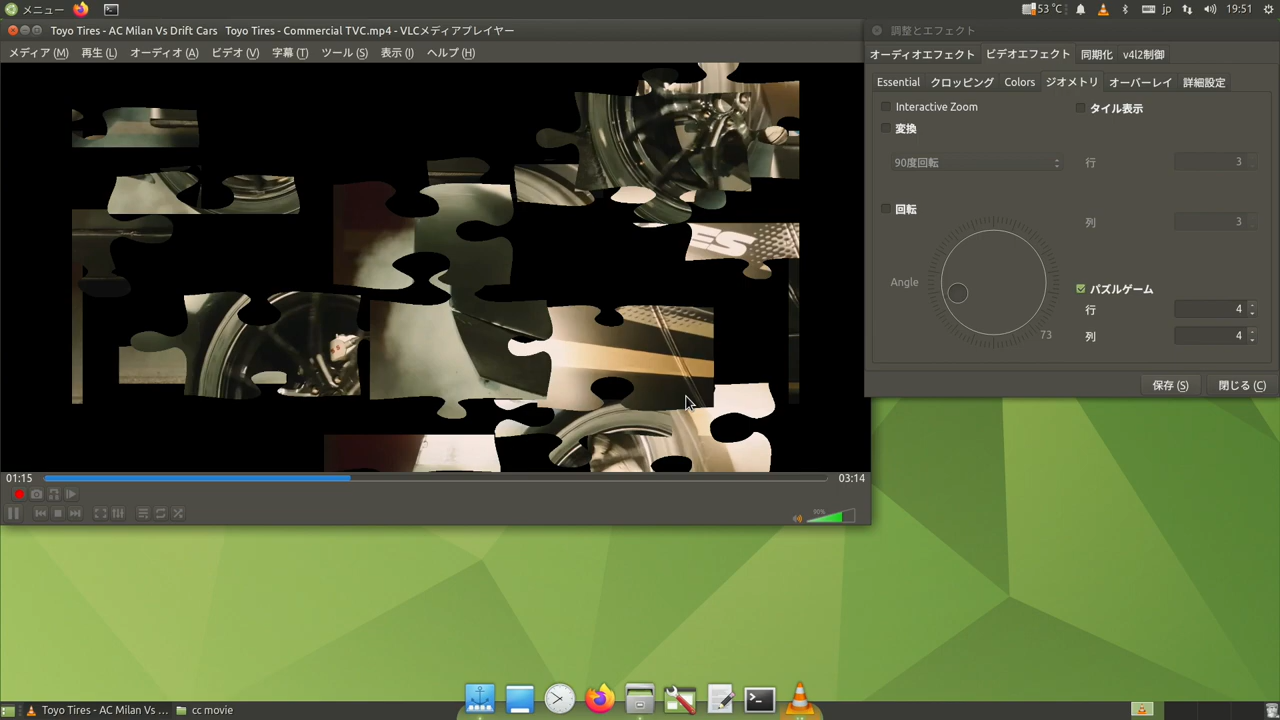 メニュー
53 °C
jp
19:51
Toyo Tires - AC Milan Vs Drift Cars   Toyo Tires - Commercial TVC.mp4 - VLCメディアプレイヤー
メディア (M)
再生 (L)
オーディオ (A)
ビデオ (V)
字幕 (T)
ツール (S)
表示 (I)
ヘルプ (H)
ES
01:15
03:14
90%
調整とエフェクト
オーディオエフェクト
ビデオエフェクト
同期化
v4l2制御
Essential
クロッピング
Colors
ジオメトリ
オーバーレイ
詳細設定
Interactive Zoom
変換
90度回転
回転
Angle
73
タイル表示
行
3
列
3
パズルゲーム
行
4
列
4
保存 (S)
閉じる (C)
Toyo Tires - AC Milan Vs ...
cc movie